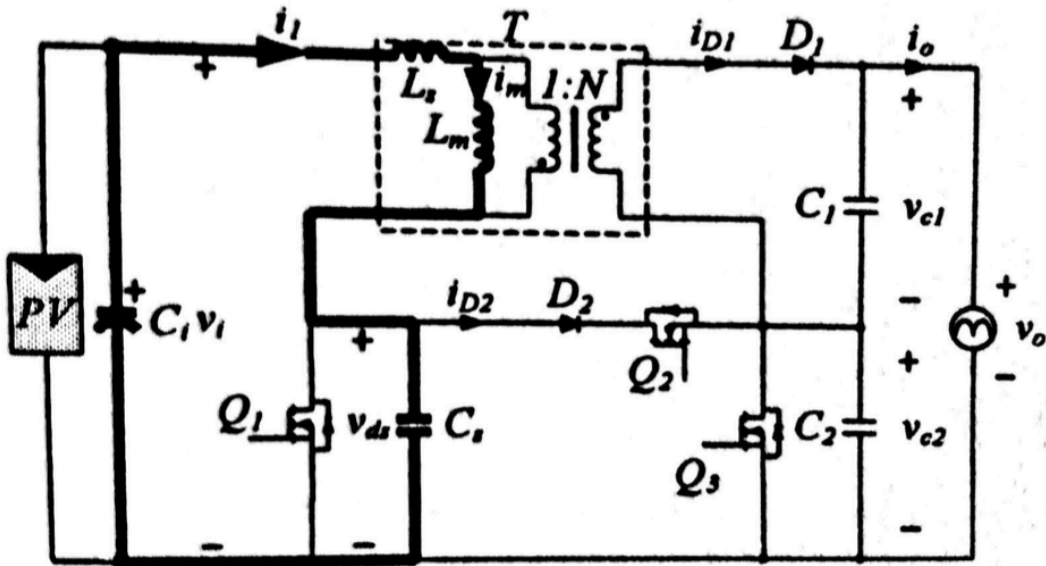 i1
T
iD1
D1
io
+
Ls
im
1:N
+
Lm
C1
vc1
PV
+
Ci
vi
iD2
D2
−
+
+
vo
Q2
+
−
Q1
vds
Cs
C2
vc2
Q3
−
−
−